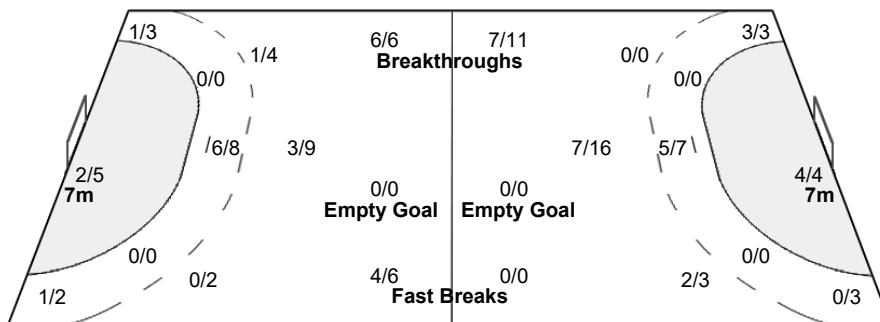 1/3 6/6 7/11 3/3
1/4 Breakthroughs 0/0
0/0 0/0
6/8 3/9 7/16 5/7
2/5 4/4
7m 0/0 0/0 7m
Empty Goal Empty Goal
0/0 0/0
0/2 4/6 0/0 2/3
1/2 Fast Breaks 0/3